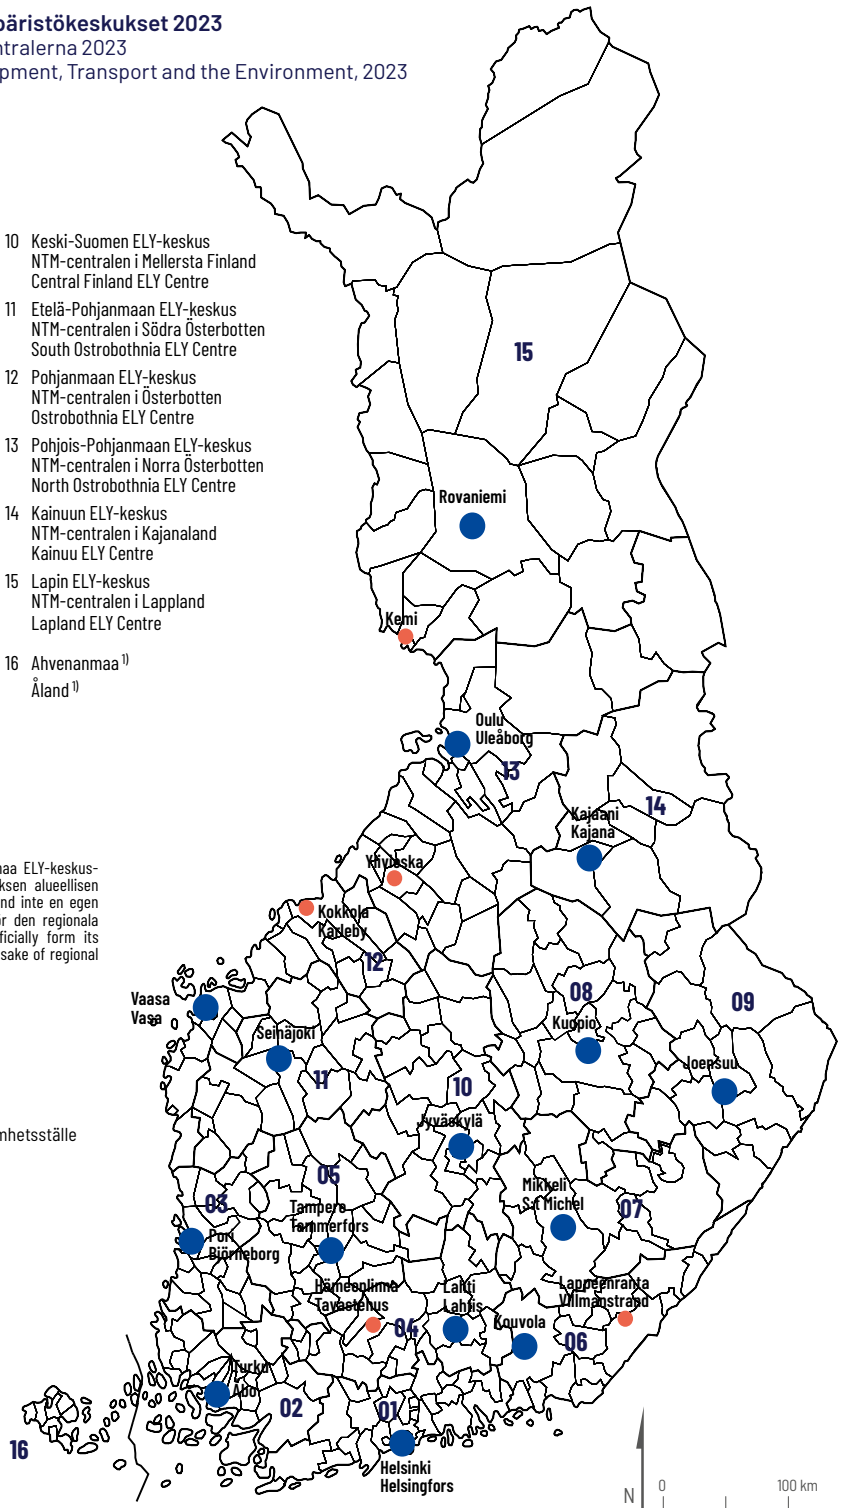 päristökeskukset 2023
ntralerna 2023
pment, Transport and the Environment, 2023
10 Keski-Suomen ELY-keskus
NTM-centralen i Mellersta Finland
Central Finland ELY Centre
11 Etelä-Pohjanmaan ELY-keskus
NTM-centralen i Södra Österbotten
South Ostrobothnia ELY Centre
12 Pohjanmaan ELY-keskus
NTM-centralen i Österbotten
Ostrobothnia ELY Centre
13 Pohjois-Pohjanmaan ELY-keskus
NTM-centralen i Norra Österbotten
North Ostrobothnia ELY Centre
14 Kainuun ELY-keskus
NTM-centralen i Kajanaland
Kainuu ELY Centre
15 Lapin ELY-keskus
NTM-centralen i Lappland
Lapland ELY Centre
16 Ahvenanmaa 1)
Åland 1)
naa ELY-keskus-
ksen alueellisen
nd inte en egen
ör den regionala
ficially form its
sake of regional
mhetsställe
15
Rovaniemi
Kemi
Oulu
Uleåborg
13
14
Kajaani
Kajana
Ylivieska
Kokkola
Karleby
12
08
09
Vaasa
Vasa
Kuopio
Seinäjoki
Joensuu
11
10
Jyväskylä
05
03
Mikkeli
S:t Michel
07
Tampere
Tammerfors
Pori
Björneborg
Hämeenlinna
Tavastehus
Lahti
Lahtis
Lappeenranta
Villmanstrand
Kouvola
04
06
Turku
Åbo
02
01
16
Helsinki
Helsingfors
N
0
100 km